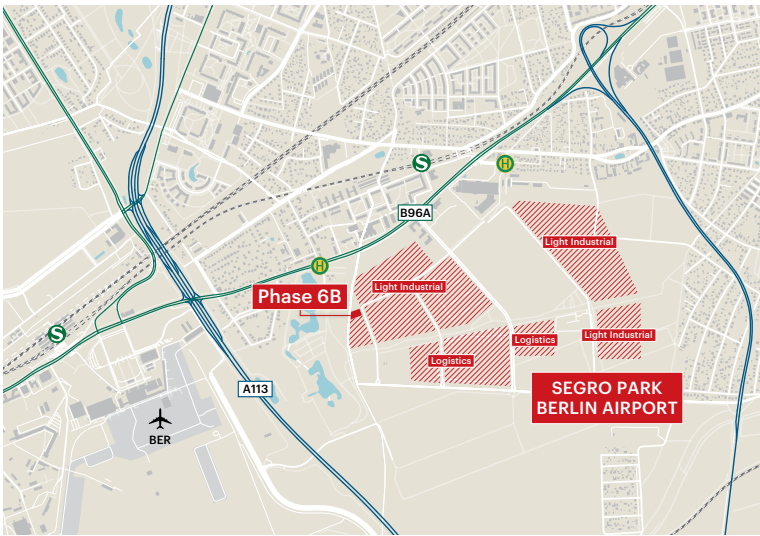 S
H
B96A
Light Industrial
H
Phase 6B
Light Industrial
S
Logistics
Light Industrial
Logistics
A113
SEGRO PARK
BERLIN AIRPORT
BER